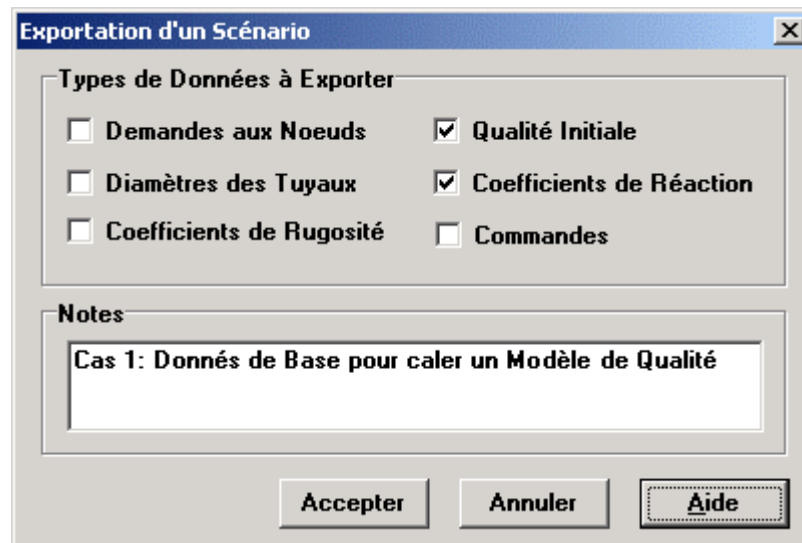 Exportation d'un Scénario
Types de Données à Exporter
Demandes aux Noeuds
Qualité Initiale
Diamètres des Tuyaux
Coefficients de Réaction
Coefficients de Rugosité
Commandes
Notes
Cas 1: Donnés de Base pour caler un Modèle de Qualité
Accepter
Annuler
Aide